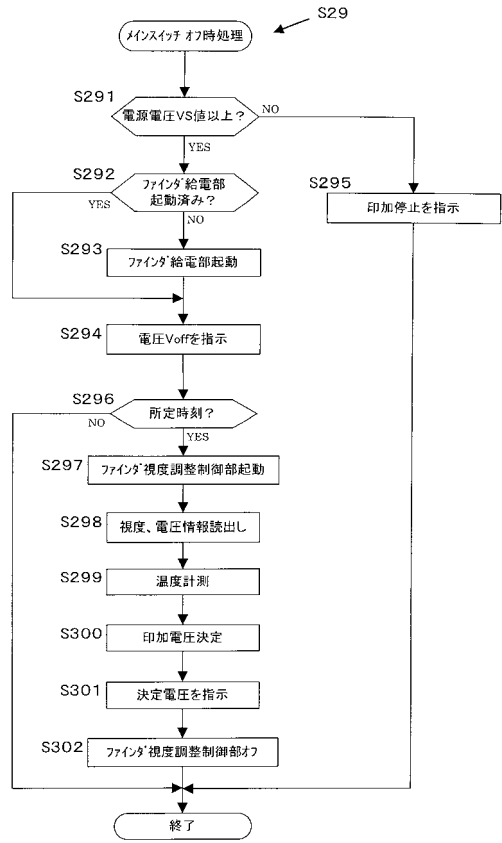 S29
メインスイッチ オフ時処理
S291
電源電圧VS値以上?
NO
YES
S292
ファインダ給電部
起動済み?
YES
NO
S295
印加停止を指示
S293
ファインダ給電部起動
S294
電圧Voffを指示
S296
所定時刻?
NO
YES
S297
ファインダ視度調整制御部起動
S298
視度、電圧情報読出し
S299
温度計測
S300
印加電圧決定
S301
決定電圧を指示
S302
ファインダ視度調整制御部オフ
終了